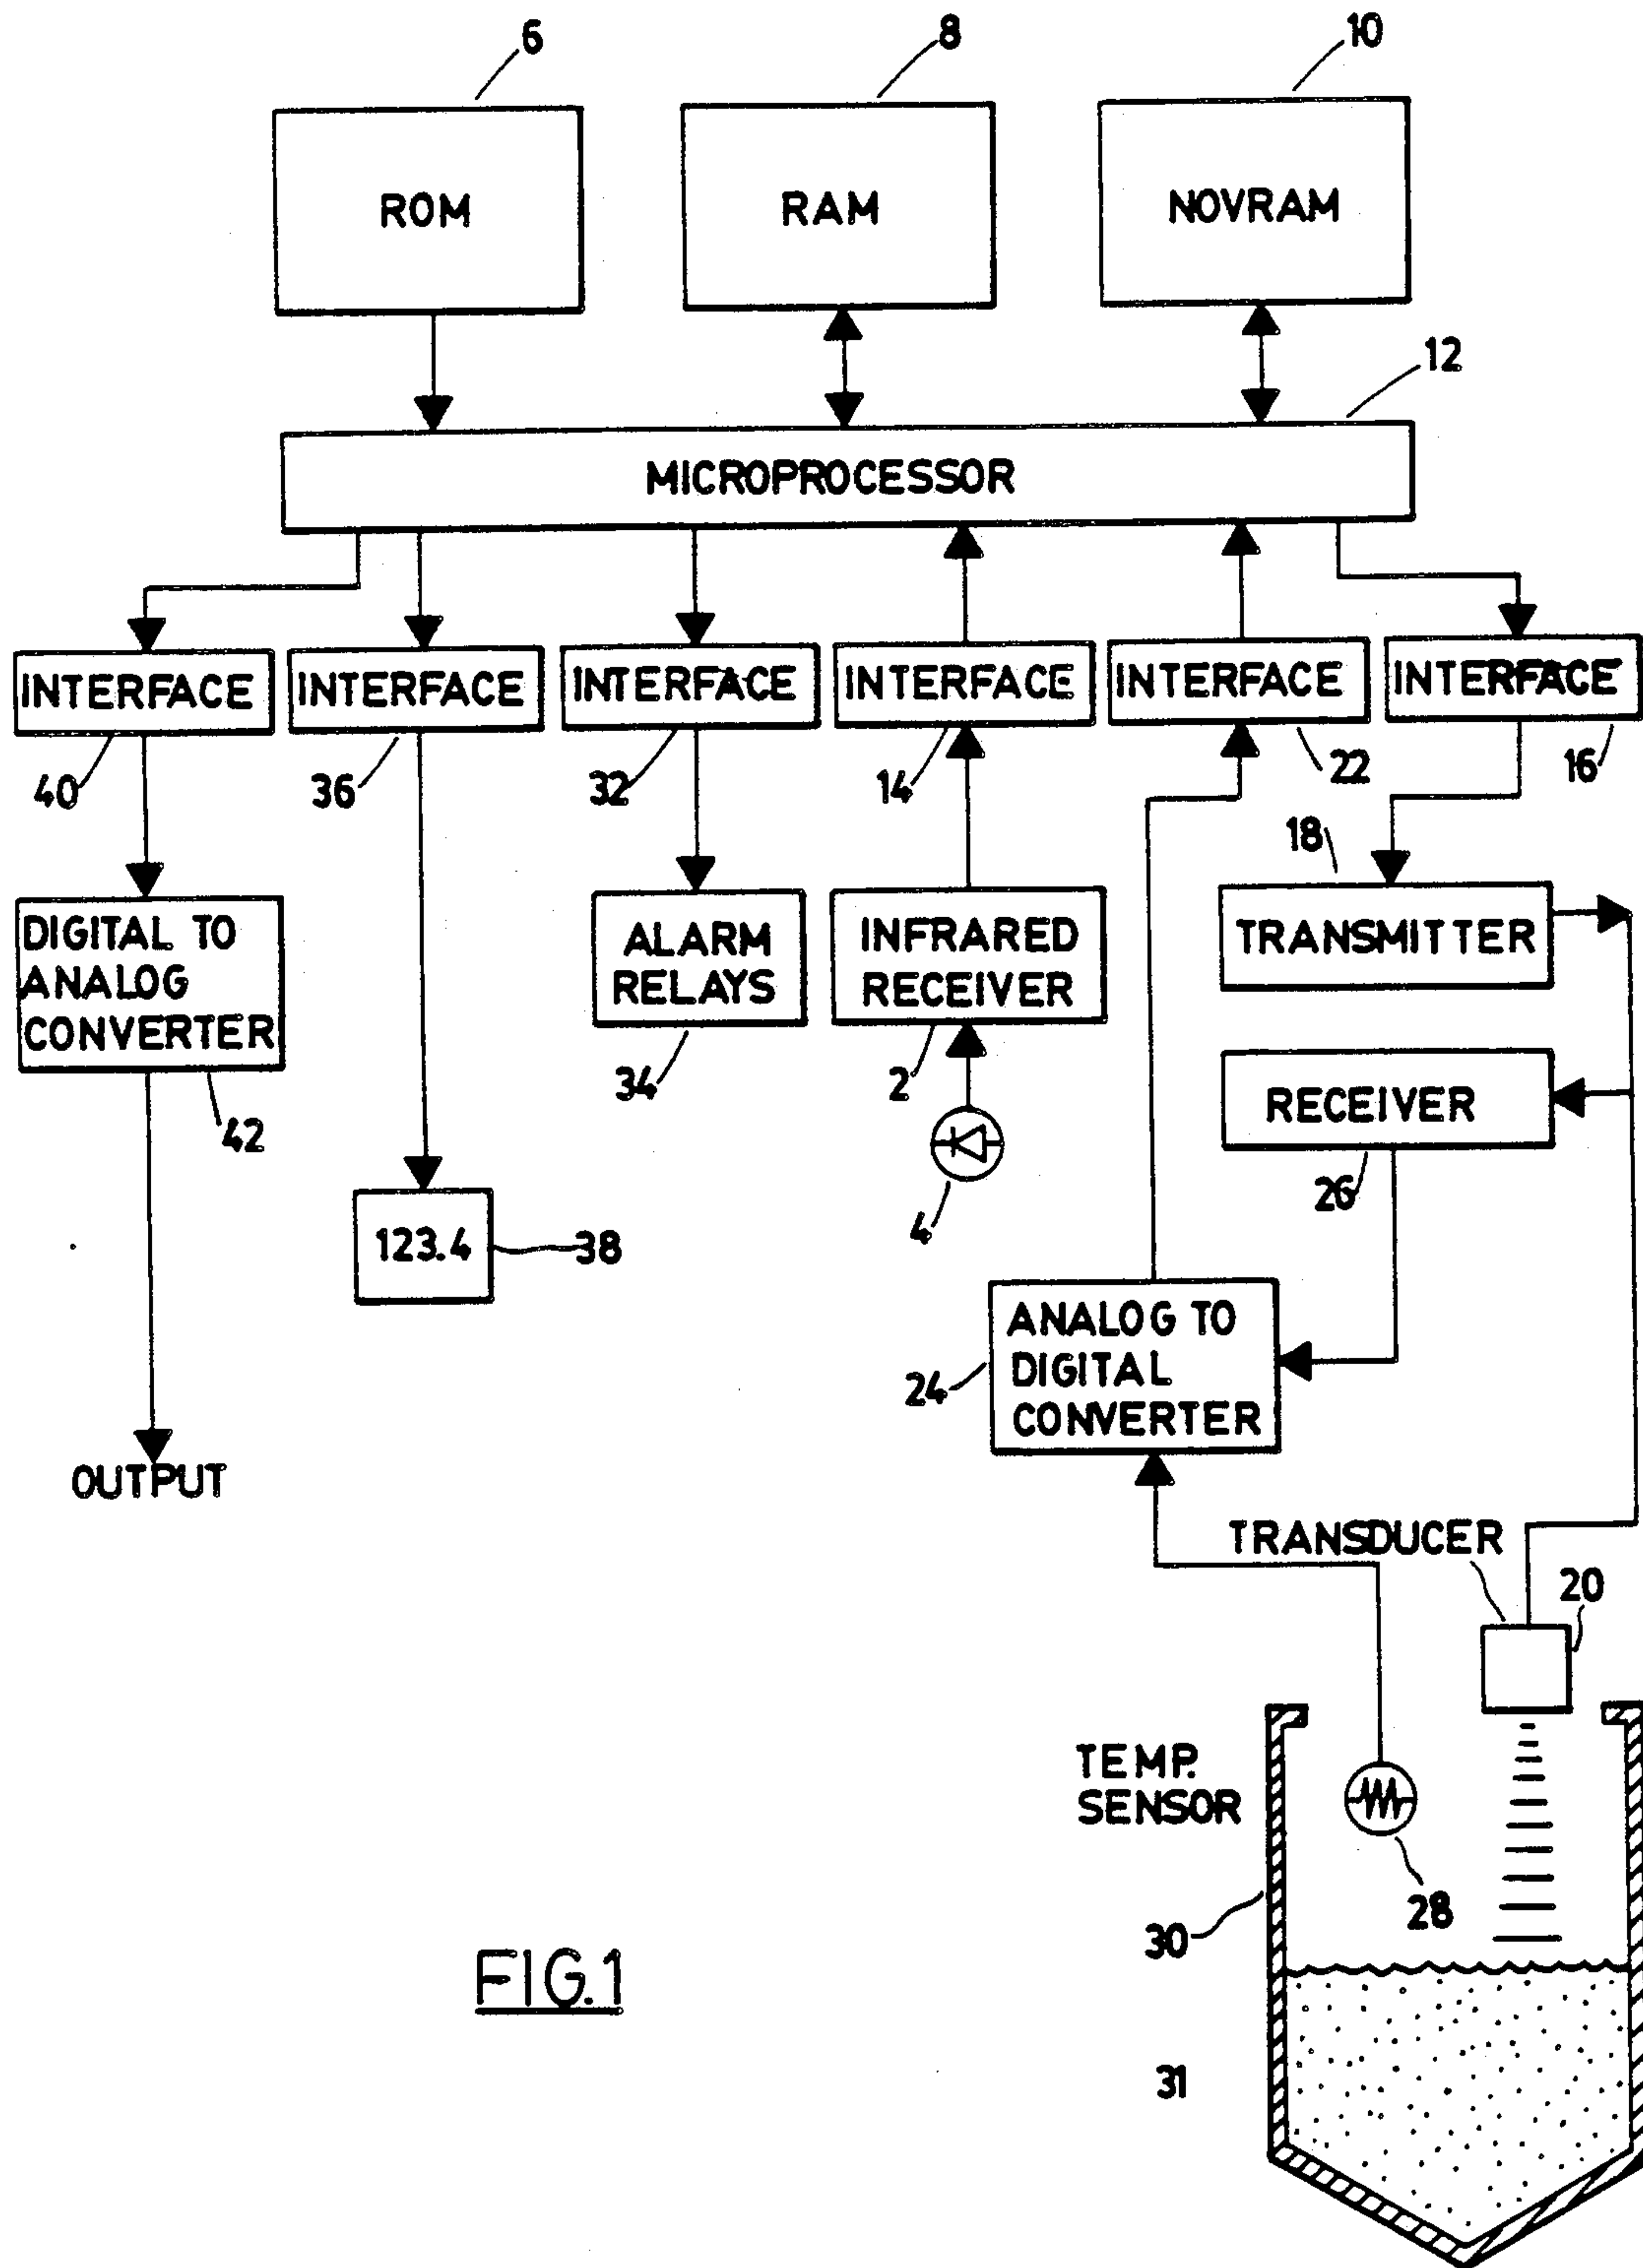 6
8
10
ROM
RAM
NOVRAM
12
MICROPROCESSOR
INTERFACE
INTERFACE
INTERFACE
INTERFACE
INTERFACE
INTERFACE
40
36
32
14
22
16
18
DIGITAL TO
ANALOG
CONVERTER
ALARM
RELAYS
INFRARED
RECEIVER
TRANSMITTER
42
34
2
RECEIVER
26
4
123.4
38
ANALOG TO
DIGITAL
CONVERTER
24
OUTPUT
TRANSDUCER
20
TEMP.
SENSOR
28
30
FIG.1
31